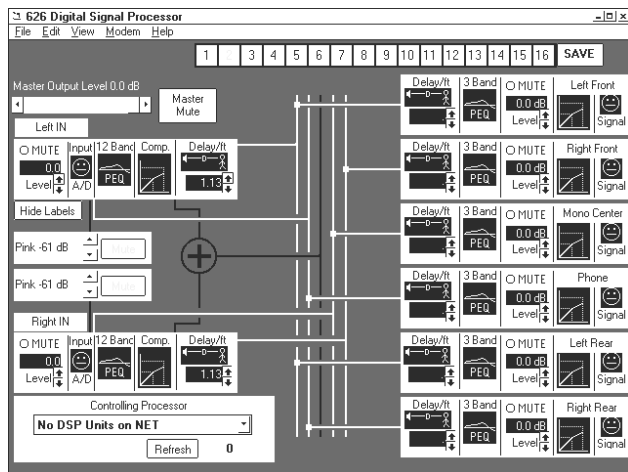 626 Digital Signal Processor
File Edit View Modem Help
1 3 4 5 6 7 8 9 10 11 12 13 14 15 16 SAVE
Master Output Level 0.0 dB
Master Mute
Left IN
MUTE Input 12 Band Comp. Delay/ft
0.0 PEQ 1.13
Level A/D
Hide Labels
Pink -61 dB Mute
Pink -61 dB Mute
Right IN
MUTE Input 12 Band Comp. Delay/ft
0.0 PEQ 1.13
Level A/D
Controlling Processor
No DSP Units on NET
Refresh 0
Delay/ft 3 Band MUTE Left Front
D PEQ 0.0 dB
Level Signal
Delay/ft 3 Band MUTE Right Front
D PEQ 0.0 dB
Level Signal
Delay/ft 3 Band MUTE Mono Center
D PEQ 0.0 dB
Level Signal
Delay/ft 3 Band MUTE Phone
D PEQ 0.0 dB
Level Signal
Delay/ft 3 Band MUTE Left Rear
D PEQ 0.0 dB
Level Signal
Delay/ft 3 Band MUTE Right Rear
D PEQ 0.0 dB
Level Signal